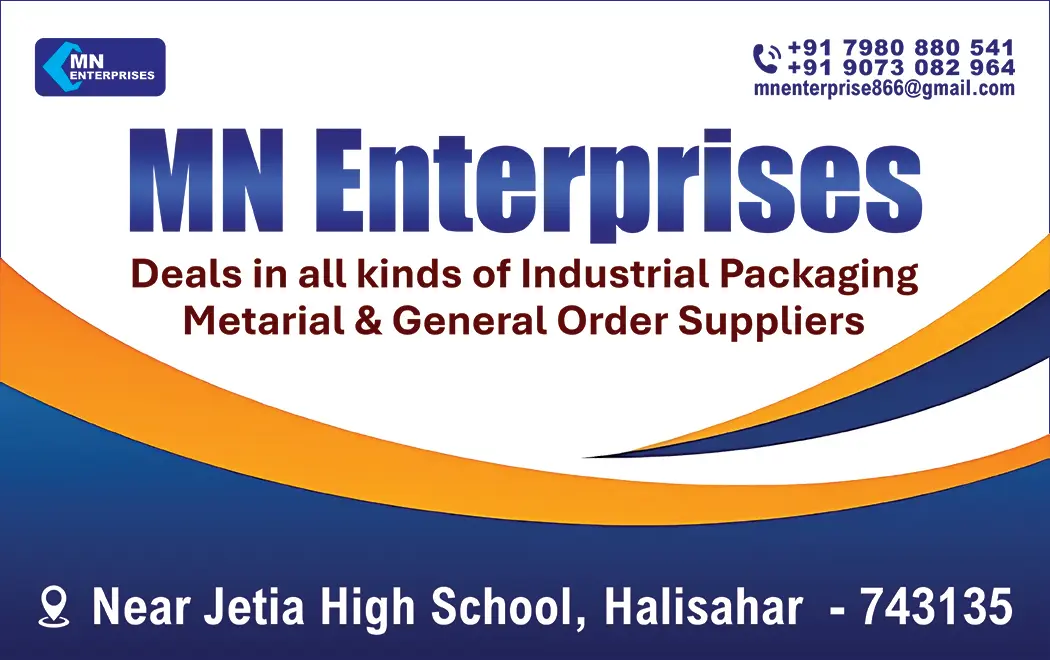 MN
ENTERPRISES
+91 7980 880 541
+91 9073 082 964
mnenterprise866@gmail.com
MN Enterprises
Deals in all kinds of Industrial Packaging
Metarial & General Order Suppliers
Near Jetia High School, Halisahar - 743135